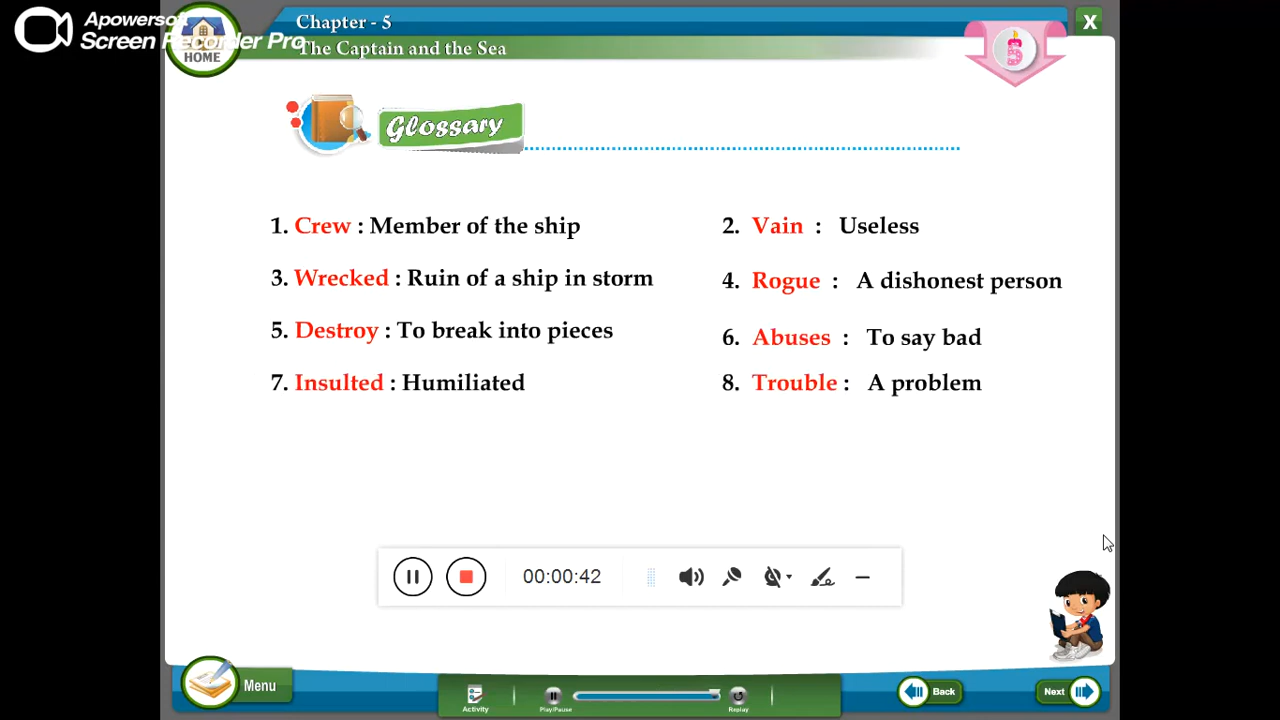 Apowersoft
Screen Recorder Pro
HOME
Chapter - 5
The Captain and the Sea
X
5
Glossary
1. Crew : Member of the ship
2. Vain : Useless
3. Wrecked : Ruin of a ship in storm
4. Rogue : A dishonest person
5. Destroy : To break into pieces
6. Abuses : To say bad
7. Insulted : Humiliated
8. Trouble : A problem
00:00:42
Menu
Activity
Play/Pause
Replay
Back
Next